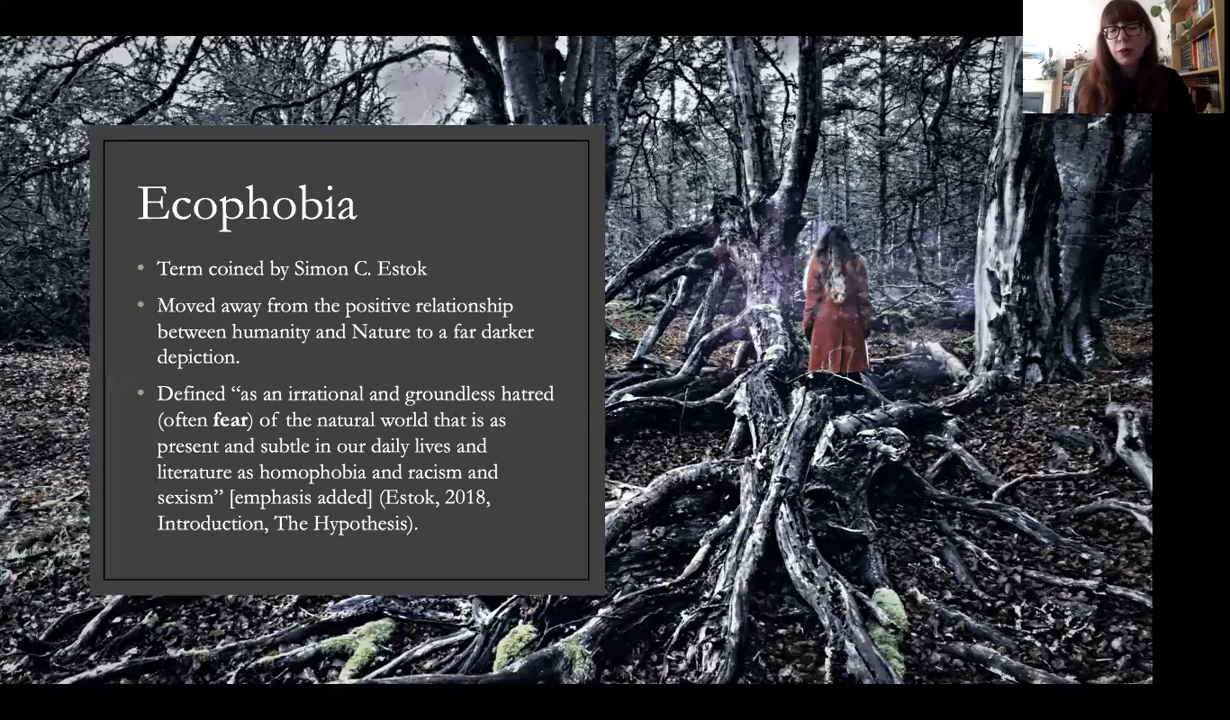 Ecophobia
Term coined by Simon C. Estok
Moved away from the positive relationship
between humanity and Nature to a far darker
depiction.
Defined “as an irrational and groundless hatred
(often fear) of the natural world that is as
present and subtle in our daily lives and
literature as homophobia and racism and
sexism” [emphasis added] (Estok, 2018,
Introduction, The Hypothesis).